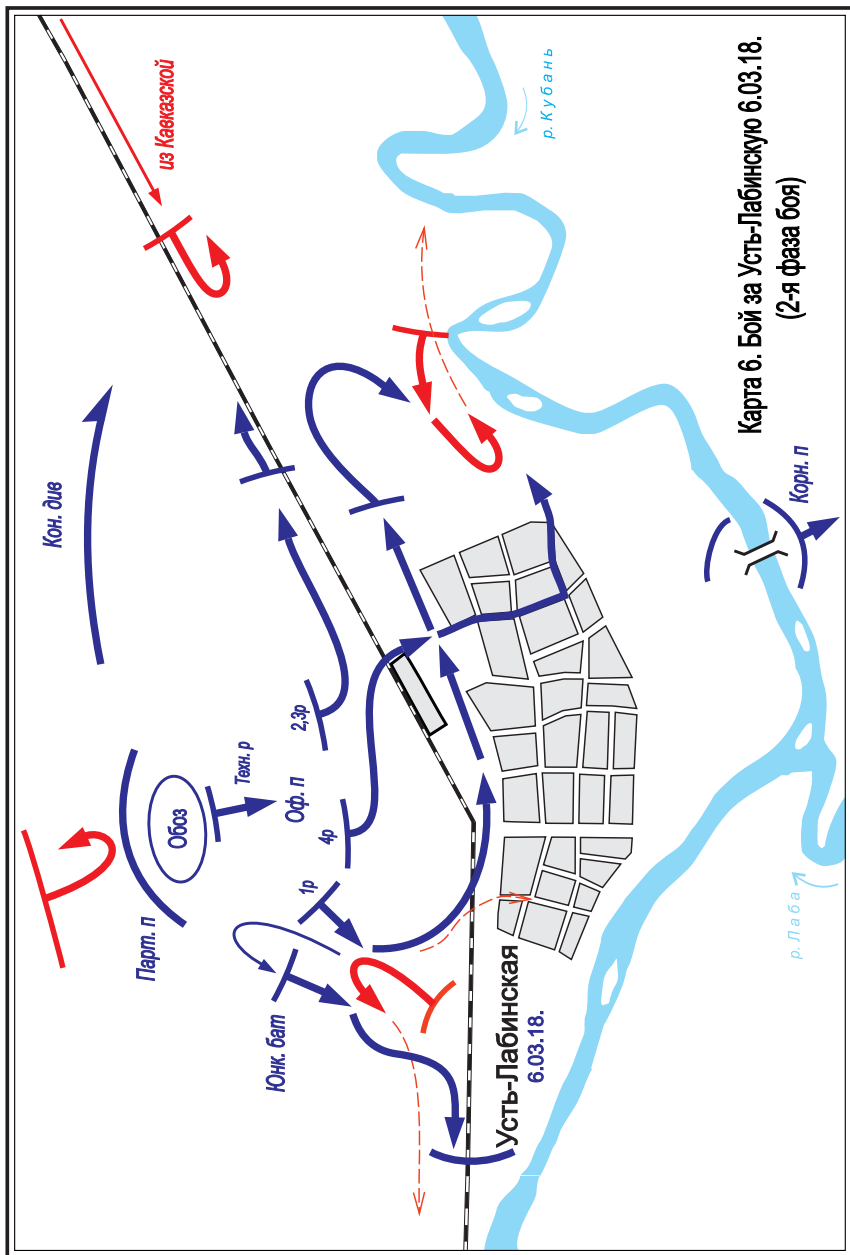 из Кавказской
Кон. див
р. Кубань
Карта 6. Бой за Усть-Лабинскую 6.03.18.
(2-я фаза боя)
Корн. п
2,3р
Техн. р
Обоз
Оф. п
4р
1р
Парт. п
Юнк. бат
Усть-Лабинская
6.03.18.
р. Лаба